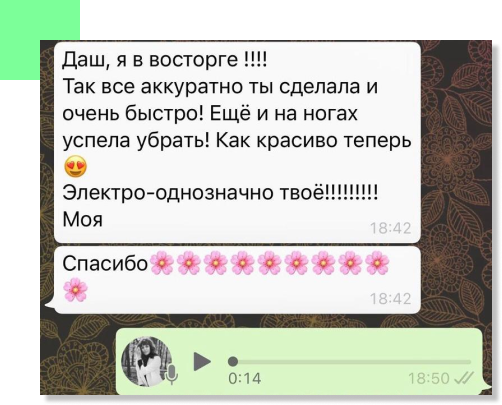 Даш, я в восторге !!!!
Так все аккуратно ты сделала и
очень быстро! Ещё и на ногах
успела убрать! Как красиво теперь
😍
Электро-однозначно твоё!!!!!!!!!
Моя
18:42
Спасибо🌸🌸🌸🌸🌸🌸🌸🌸🌸
🌸
18:42
0:14
18:50